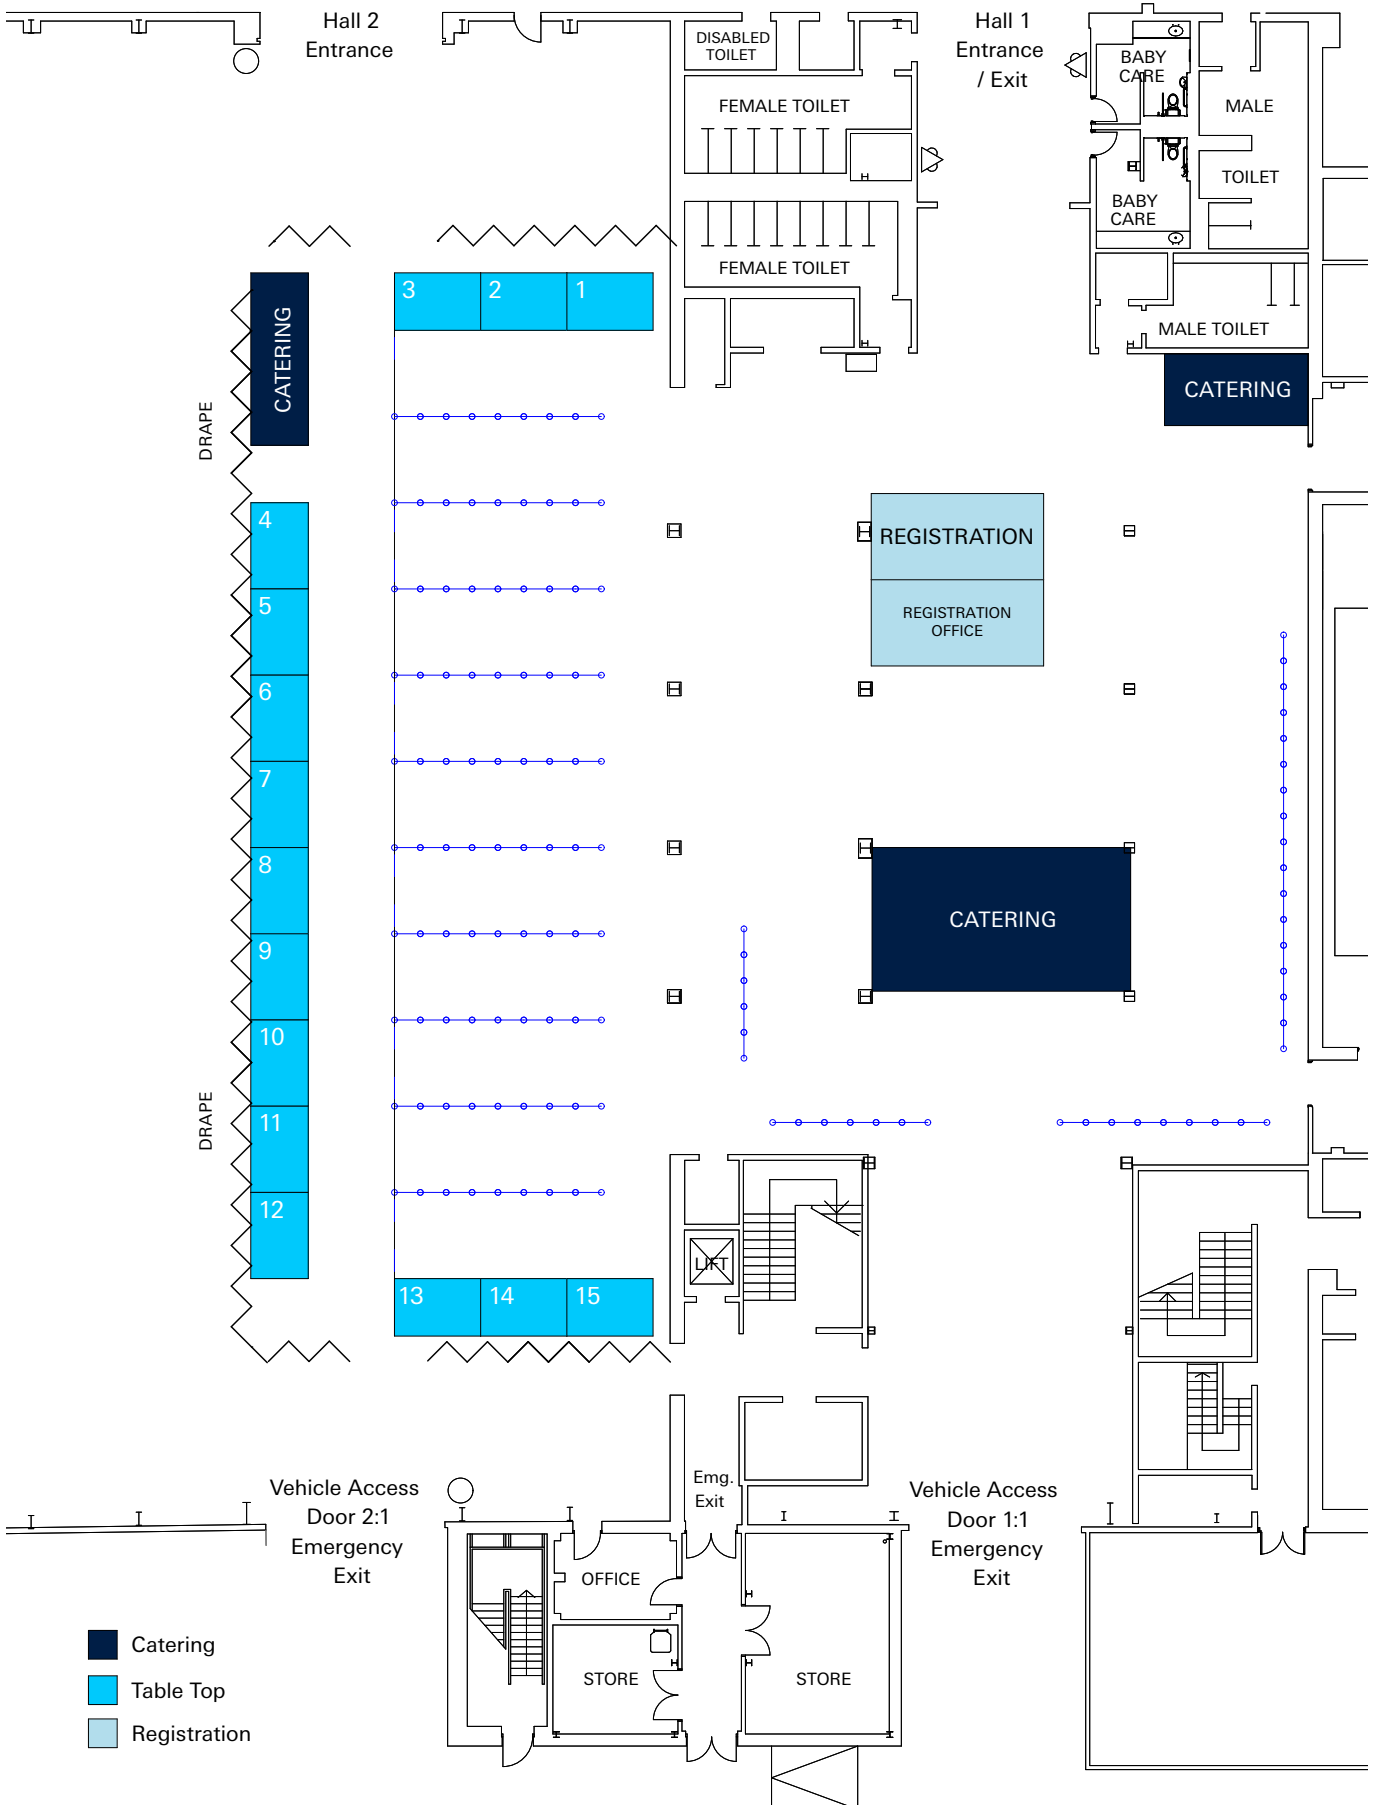 Hall 2
Entrance
Hall 1
Entrance
/ Exit
DISABLED
TOILET
FEMALE TOILET
FEMALE TOILET
BABY
CARE
BABY
CARE
MALE
TOILET
MALE TOILET
CATERING
CATERING
3
2
1
DRAPE
4
5
6
7
8
9
10
11
12
DRAPE
REGISTRATION
REGISTRATION
OFFICE
CATERING
13
14
15
LIFT
Emg.
Exit
Vehicle Access
Door 2:1
Emergency
Exit
Vehicle Access
Door 1:1
Emergency
Exit
OFFICE
STORE
STORE
Catering
Table Top
Registration